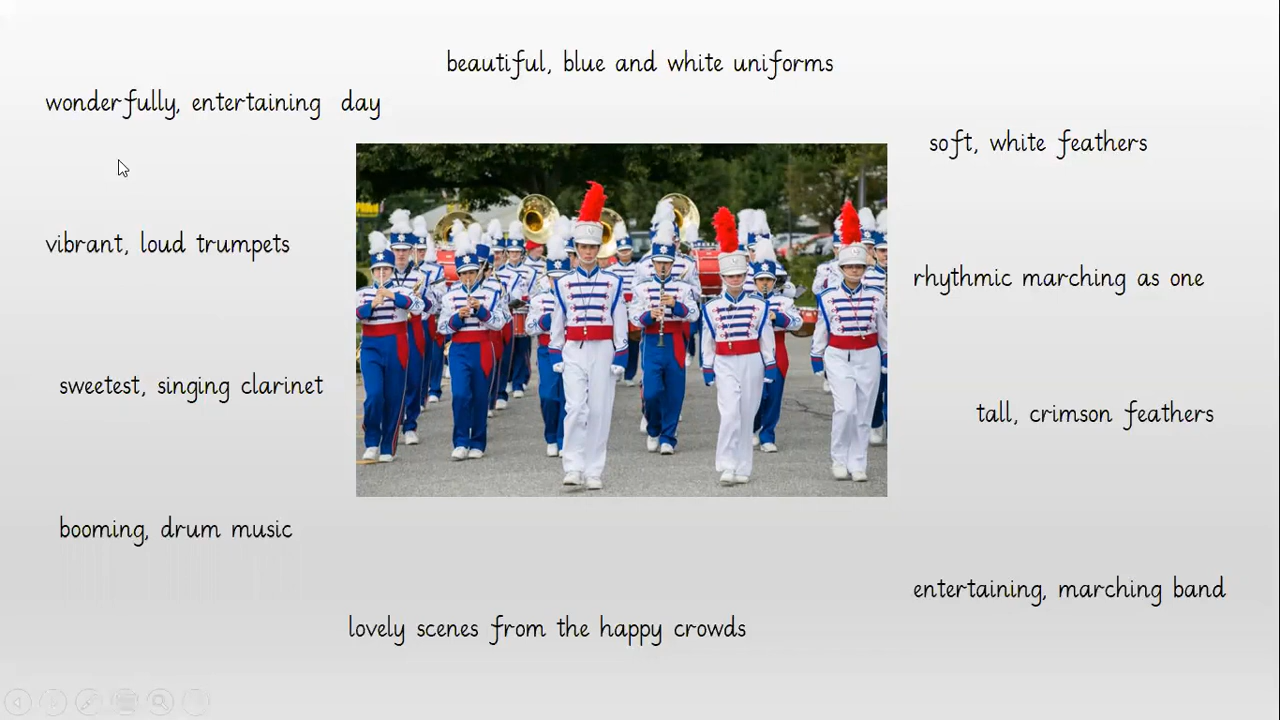 beautiful, blue and white uniforms
wonderfully, entertaining day
soft, white feathers
vibrant, loud trumpets
rhythmic marching as one
sweetest, singing clarinet
tall, crimson feathers
booming, drum music
entertaining, marching band
lovely scenes from the happy crowds